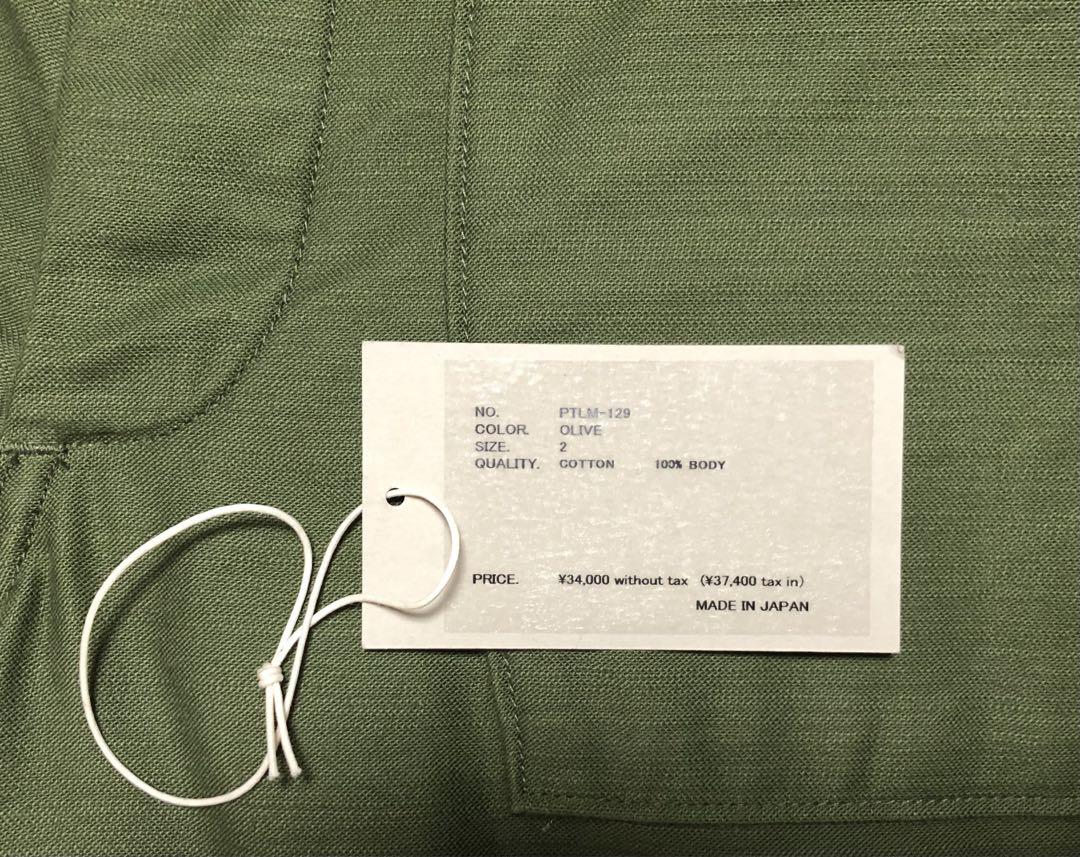 NO. PTLM-129
COLOR. OLIVE
SIZE. 2
QUALITY. COTTON 100% BODY
PRICE. ¥34,000 without tax (¥37,400 tax in)
MADE IN JAPAN